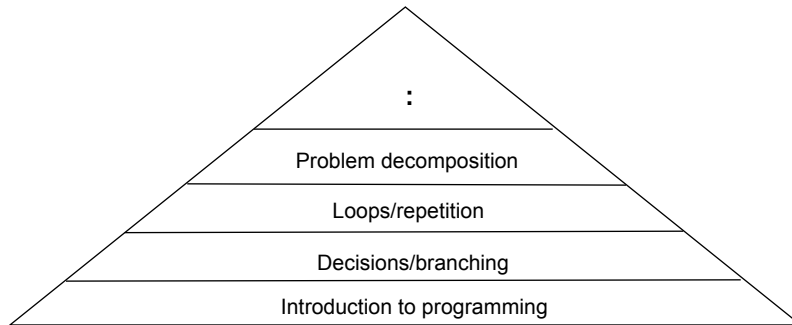 :
Problem decomposition
Loops/repetition
Decisions/branching
Introduction to programming